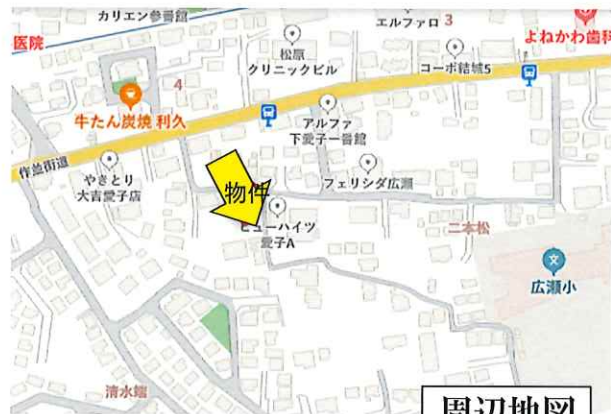 カリエン参番館
エルファロ
3
よねかわ歯科
医院
松原
クリニックビル
コーポ結城5
4
牛たん炭焼 利久
アルファ
下愛子一番館
作並街道
やきとり
大吉愛子店
フェリシダ広瀬
物件
ビューハイツ
愛子A
二本松
文
広瀬小
清水端
周辺地図